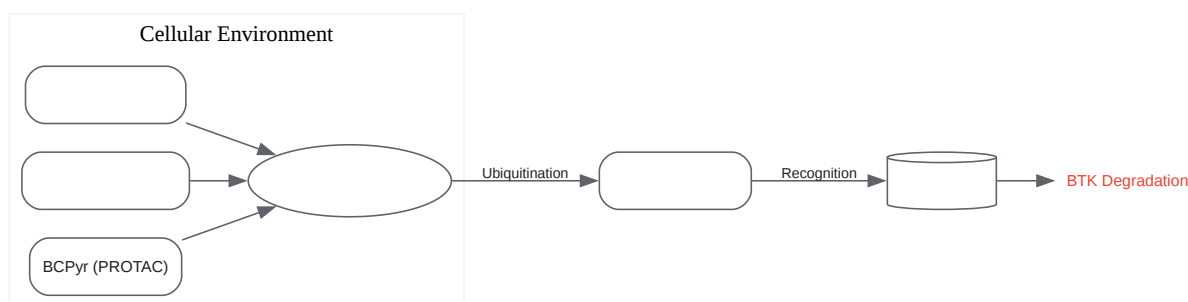 Cellular Environment
BCPyr (PROTAC)
Ubiquitination
Recognition
BTK Degradation